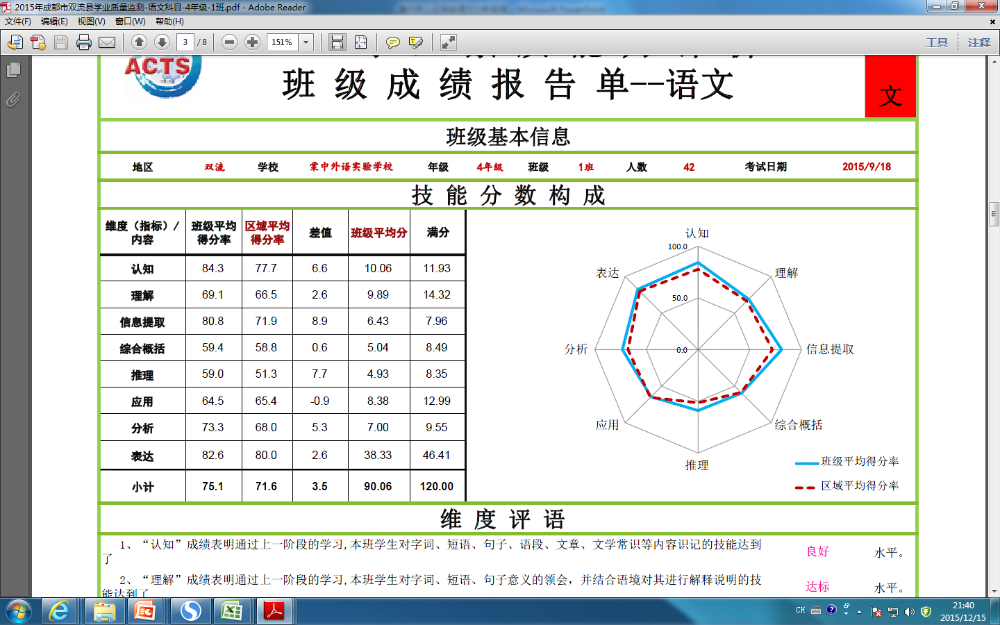 2015年成都市双流县学业质量监测-语文科目-4年级-1班.pdf - Adobe Reader
文件(F) 编辑(E) 视图(V) 窗口(W) 帮助(H)
3 / 8 151% 工具 注释
ACTS
班 级 成 绩 报 告 单--语文
文
班级基本信息
地区 双流 学校 棠中外语实验学校 年级 4年级 班级 1班 人数 42 考试日期 2015/9/18
技 能 分 数 构 成
维度（指标）/内容 班级平均得分率 区域平均得分率 差值 班级平均分 满分
认知 84.3 77.7 6.6 10.06 11.93
理解 69.1 66.5 2.6 9.89 14.32
信息提取 80.8 71.9 8.9 6.43 7.96
综合概括 59.4 58.8 0.6 5.04 8.49
推理 59.0 51.3 7.7 4.93 8.35
应用 64.5 65.4 -0.9 8.38 12.99
分析 73.3 68.0 5.3 7.00 9.55
表达 82.6 80.0 2.6 38.33 46.41
小计 75.1 71.6 3.5 90.06 120.00
认知
100.0
表达 理解
50.0
分析 0.0 信息提取
应用 综合概括
推理
班级平均得分率
区域平均得分率
维 度 评 语
1、“认知”成绩表明通过上一阶段的学习,本班学生对字词、短语、句子、语段、文章、文学常识等内容识记的技能达到
了 良好 水平。
2、“理解”成绩表明通过上一阶段的学习,本班学生对字词、短语、句子意义的领会，并结合语境对其进行解释说明的技
能达到了 达标 水平。
CH 21:40
2015/12/15